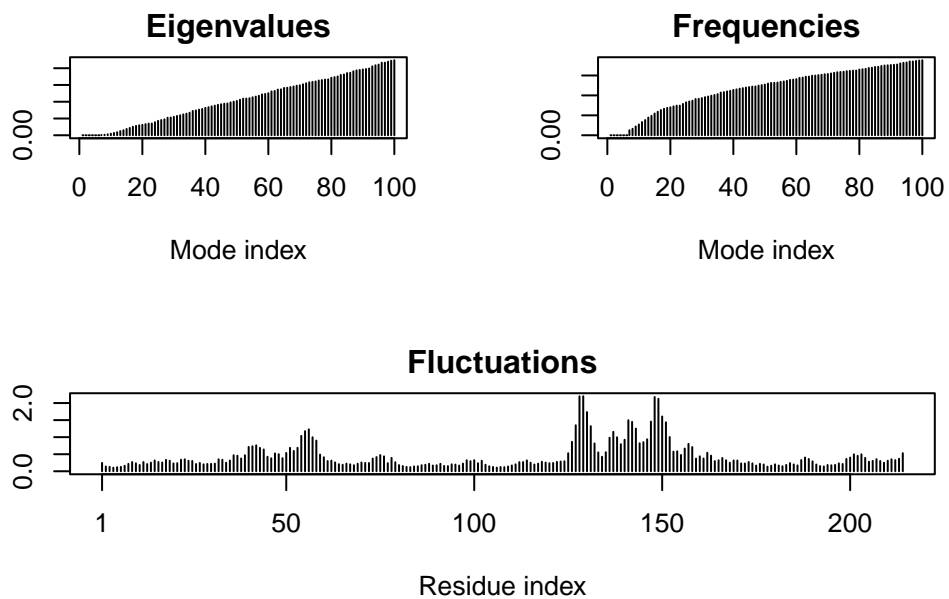 Eigenvalues
0.00
0 20 40 60 80 100
Mode index
Frequencies
0.00
0 20 40 60 80 100
Mode index
Fluctuations
2.0
0.0
1 50 100 150 200
Residue index